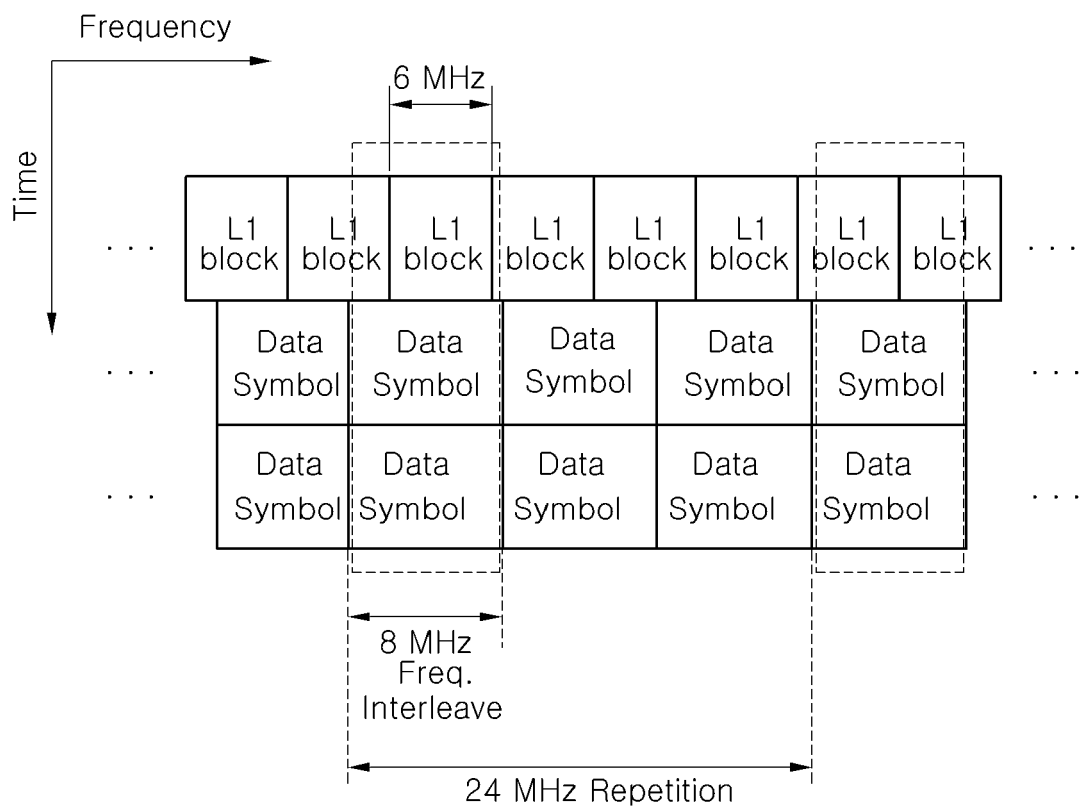 Frequency
6 MHz
Time
L1 L1 L1 L1 L1 L1 L1 L1
. . . block block block block block block block block . . .
Data Data Data Data Data
. . . Symbol Symbol Symbol Symbol Symbol . . .
Data Data Data Data Data
. . . Symbol Symbol Symbol Symbol Symbol . . .
8 MHz
Freq.
Interleave
24 MHz Repetition